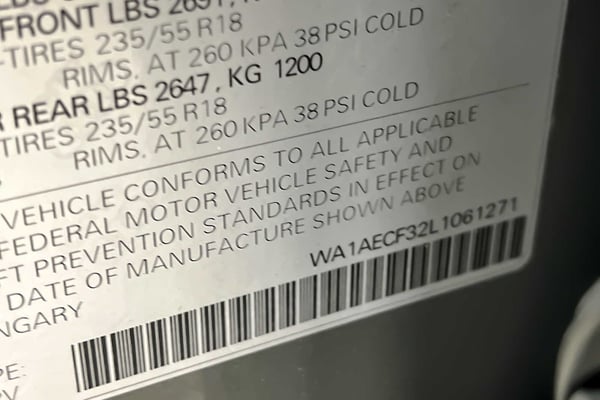 FRONT LBS 2691,
TIRES 235/55 R18
RIMS. AT 260 KPA 38 PSI COLD
REAR LBS 2647, KG 1200
TIRES 235/55 R18
RIMS. AT 260 KPA 38 PSI COLD
VEHICLE CONFORMS TO ALL APPLICABLE
FEDERAL MOTOR VEHICLE SAFETY AND
FT PREVENTION STANDARDS IN EFFECT ON
DATE OF MANUFACTURE SHOWN ABOVE
NGARY
WA1AECF32L1061271
PE:
PV